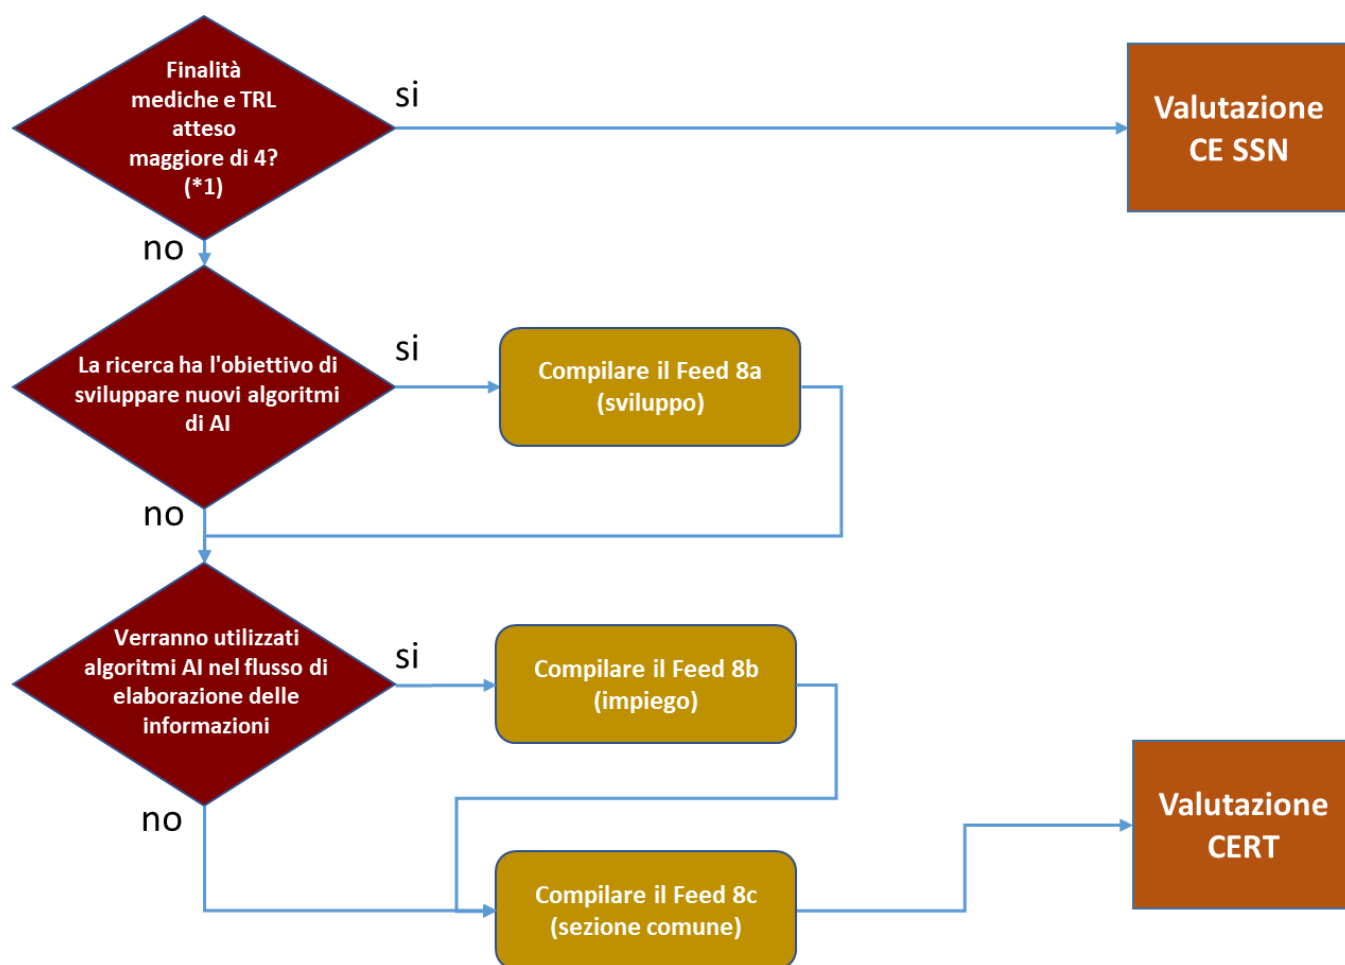 Finalità
mediche e TRL
atteso
maggiore di 4?
(*1)
si
Valutazione
CE SSN
no
La ricerca ha l'obiettivo di
sviluppare nuovi algoritmi
di AI
si
Compilare il Feed 8a
(sviluppo)
no
Verranno utilizzati
algoritmi AI nel flusso di
elaborazione delle
informazioni
si
Compilare il Feed 8b
(impiego)
no
Compilare il Feed 8c
(sezione comune)
Valutazione
CERT